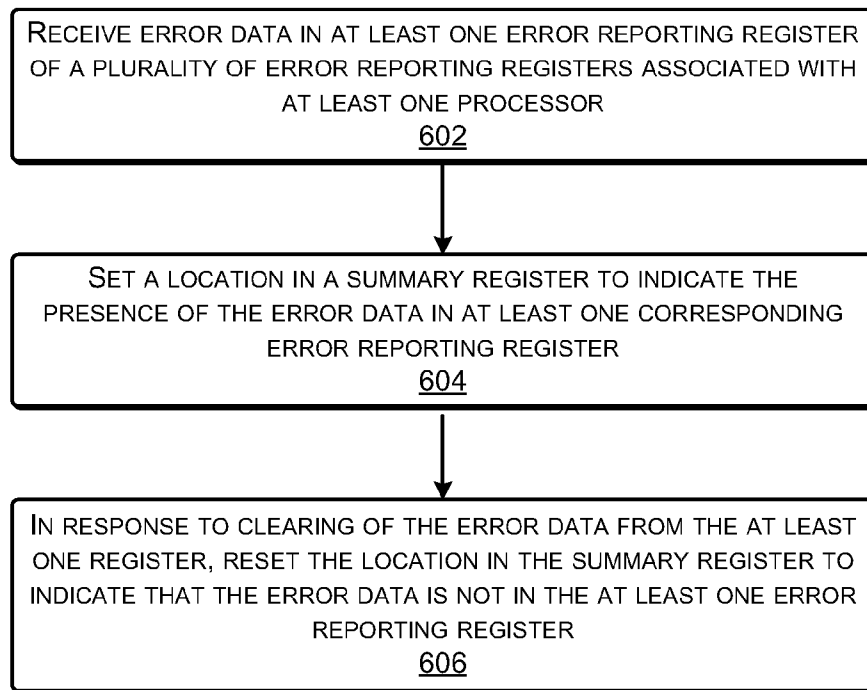 RECEIVE ERROR DATA IN AT LEAST ONE ERROR REPORTING REGISTER
OF A PLURALITY OF ERROR REPORTING REGISTERS ASSOCIATED WITH
AT LEAST ONE PROCESSOR
602
SET A LOCATION IN A SUMMARY REGISTER TO INDICATE THE
PRESENCE OF THE ERROR DATA IN AT LEAST ONE CORRESPONDING
ERROR REPORTING REGISTER
604
IN RESPONSE TO CLEARING OF THE ERROR DATA FROM THE AT LEAST
ONE REGISTER, RESET THE LOCATION IN THE SUMMARY REGISTER TO
INDICATE THAT THE ERROR DATA IS NOT IN THE AT LEAST ONE ERROR
REPORTING REGISTER
606